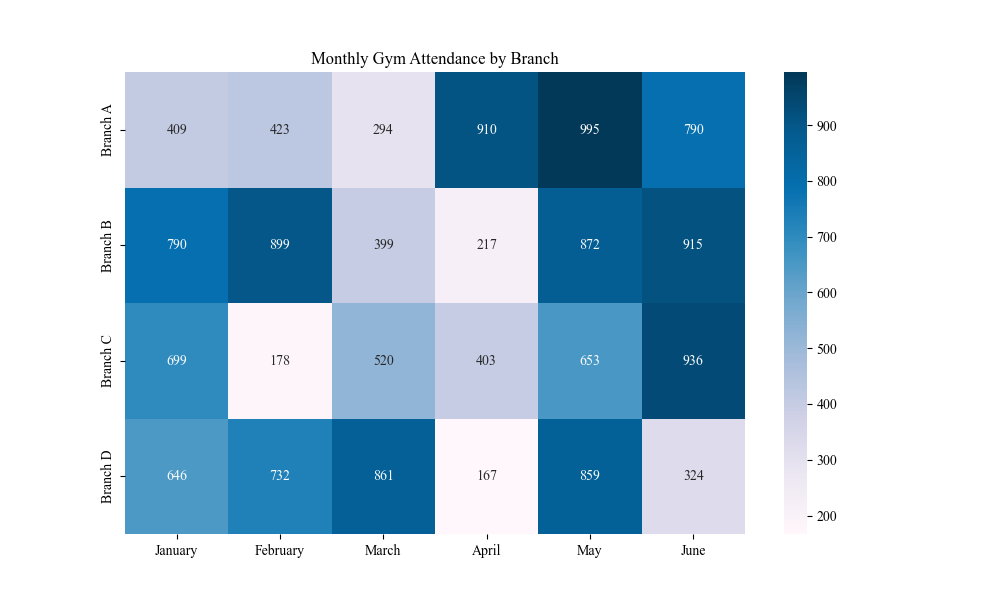 Monthly Gym Attendance by Branch
Branch A
409 423 294 910 995 790
Branch B
790 899 399 217 872 915
Branch C
699 178 520 403 653 936
Branch D
646 732 861 167 859 324
January February March April May June
900
800
700
600
500
400
300
200